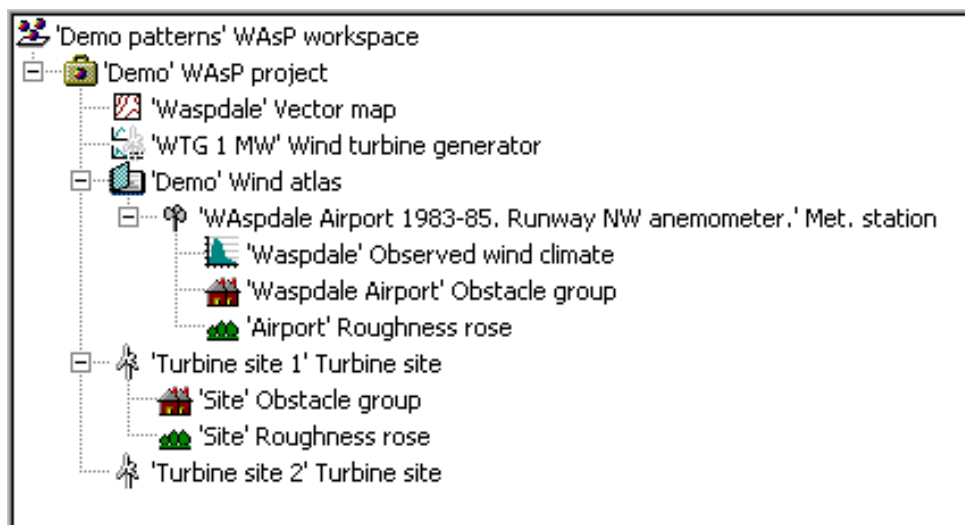 'Demo patterns' WAsP workspace
'Demo' WAsP project
'Waspdale' Vector map
'WTG 1 MW' Wind turbine generator
'Demo' Wind atlas
'WAspdale Airport 1983-85. Runway NW anemometer.' Met. station
'Waspdale' Observed wind climate
'Waspdale Airport' Obstacle group
'Airport' Roughness rose
'Turbine site 1' Turbine site
'Site' Obstacle group
'Site' Roughness rose
'Turbine site 2' Turbine site